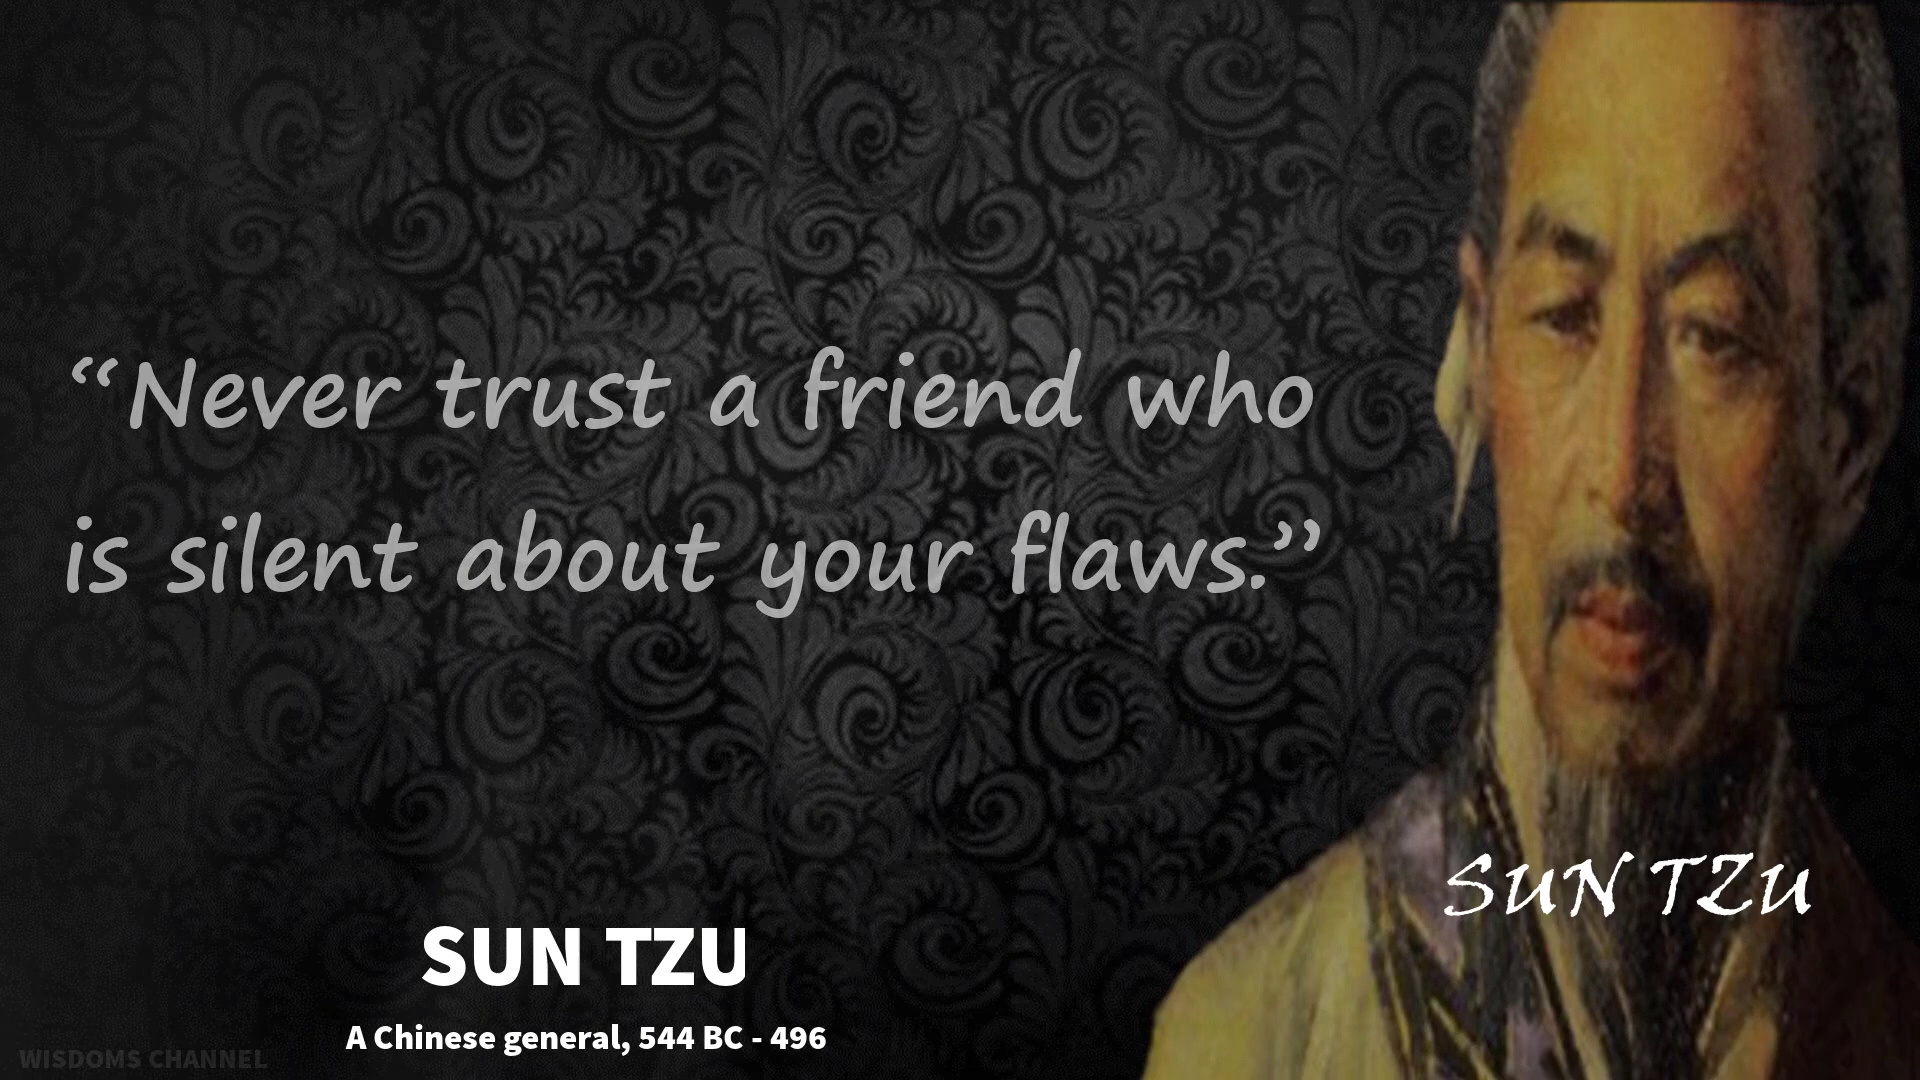 “Never trust a friend who
is silent about your flaws.”
SUN TZU
SUN TZU
A Chinese general, 544 BC - 496
WISDOMS CHANNEL